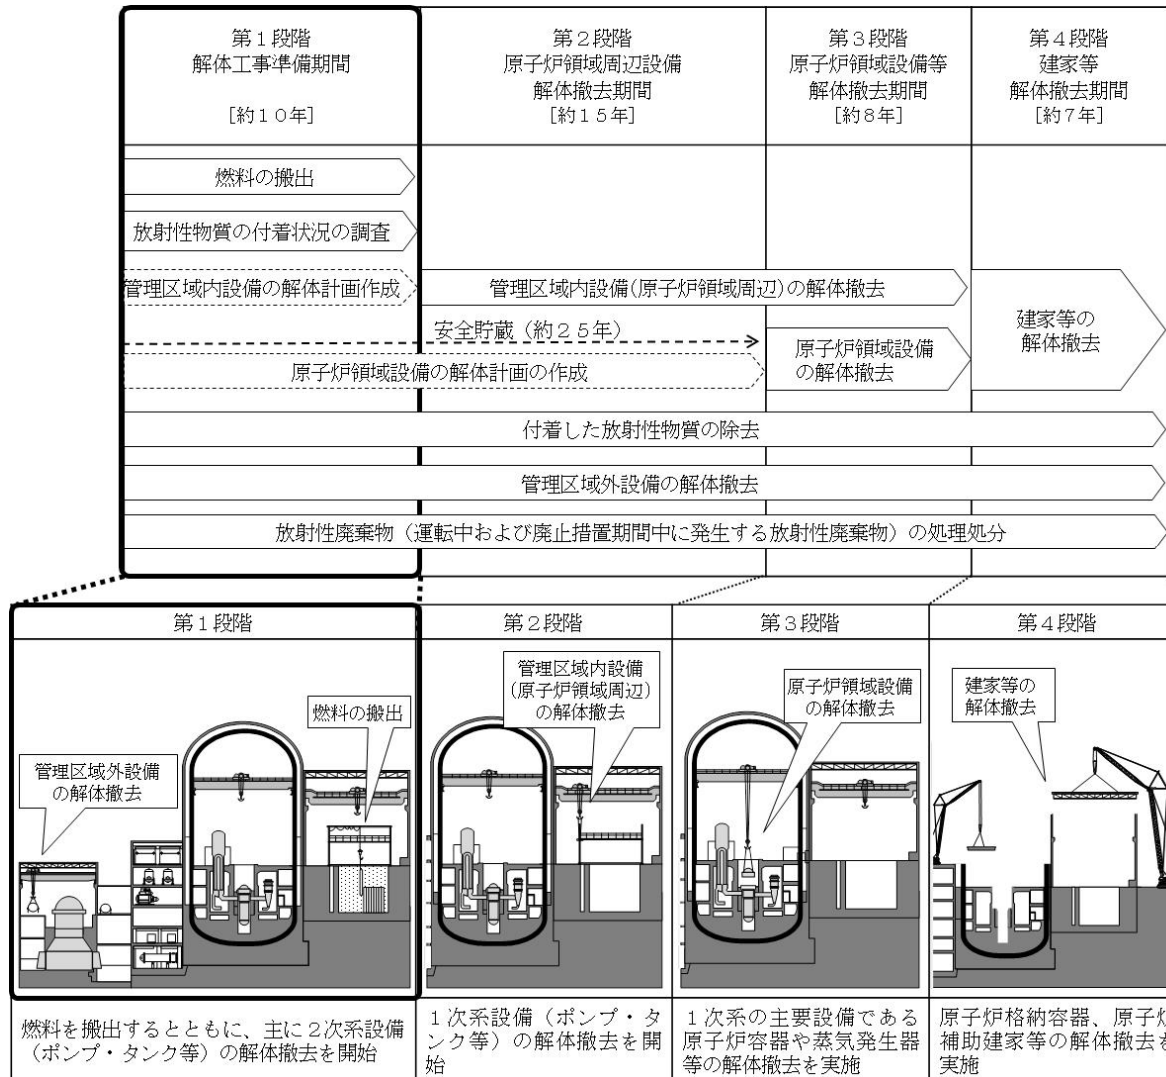 第１段階
解体工事準備期間
[約１０年]
第２段階
原子炉領域周辺設備
解体撤去期間
[約１５年]
第３段階
原子炉領域設備等
解体撤去期間
[約８年]
第４段階
建家等
解体撤去期間
[約７年]
燃料の搬出
放射性物質の付着状況の調査
管理区域内設備の解体計画作成
管理区域内設備(原子炉領域周辺)の解体撤去
安全貯蔵（約２５年）
原子炉領域設備の解体計画の作成
原子炉領域設備
の解体撤去
建家等の
解体撤去
付着した放射性物質の除去
管理区域外設備の解体撤去
放射性廃棄物（運転中および廃止措置期間中に発生する放射性廃棄物）の処理処分
第１段階
第２段階
第３段階
第４段階
管理区域外設備
の解体撤去
燃料の搬出
管理区域内設備
(原子炉領域周辺)
の解体撤去
原子炉領域設備
の解体撤去
建家等の
解体撤去
燃料を搬出するとともに、主に２次系設備
（ポンプ・タンク等）の解体撤去を開始
１次系設備（ポンプ・タ
ンク等）の解体撤去を開
始
１次系の主要設備である
原子炉容器や蒸気発生器
等の解体撤去を実施
原子炉格納容器、原子炉
補助建家等の解体撤去を
実施